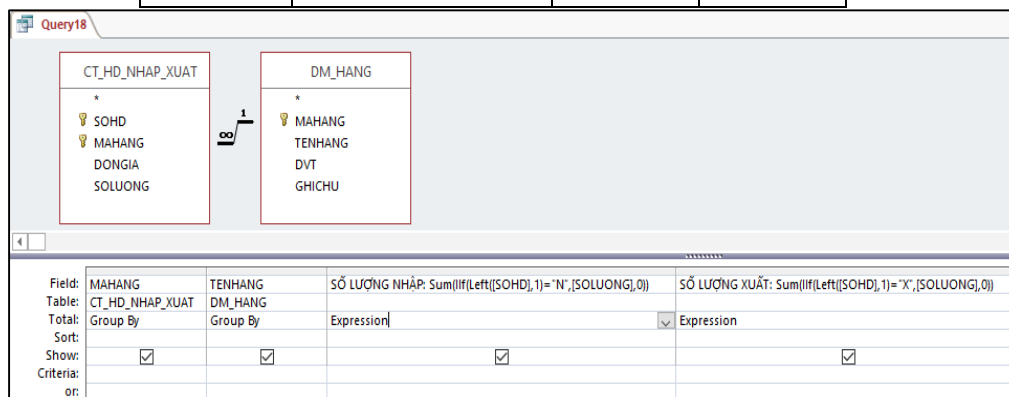 Query18
CT_HD_NHAP_XUAT
*
SOHD
MAHANG
DONGIA
SOLUONG
∞ 1
DM_HANG
*
MAHANG
TENHANG
DVT
GHICHU
Field: MAHANG TENHANG SỐ LƯỢNG NHẬP: Sum(IIf(Left([SOHD],1)="N",[SOLUONG],0)) SỐ LƯỢNG XUẤT: Sum(IIf(Left([SOHD],1)="X",[SOLUONG],0))
Table: CT_HD_NHAP_XUAT DM_HANG
Total: Group By Group By Expression Expression
Sort:
Show:
Criteria:
or: